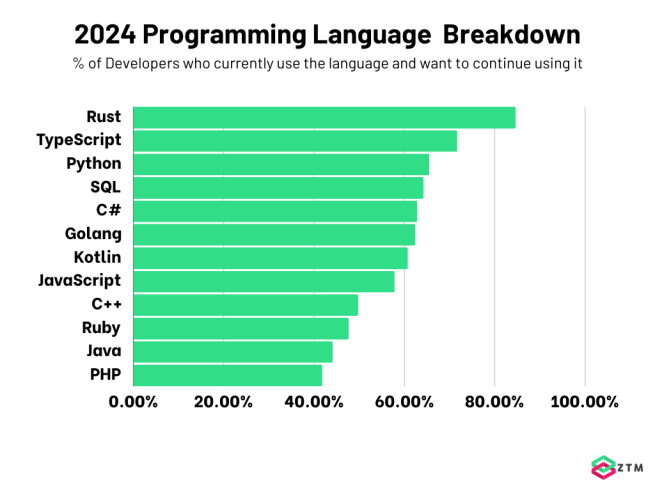 2024 Programming Language Breakdown
% of Developers who currently use the language and want to continue using it
Rust
TypeScript
Python
SQL
C#
Golang
Kotlin
JavaScript
C++
Ruby
Java
PHP
0.00% 20.00% 40.00% 60.00% 80.00% 100.00%
ZTM